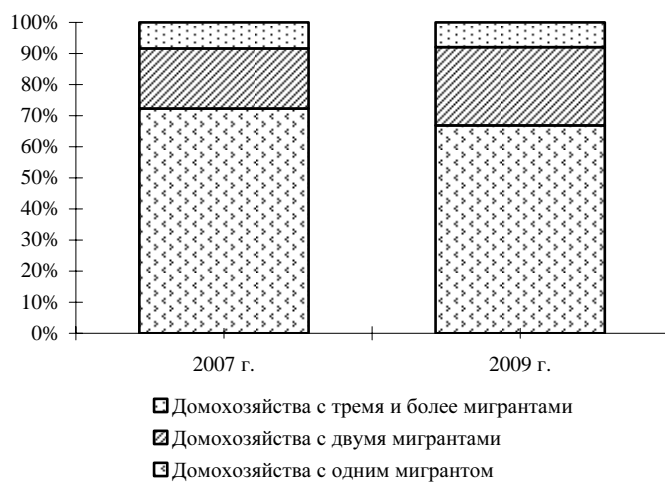 100%
90%
80%
70%
60%
50%
40%
30%
20%
10%
0%
2007 г. 2009 г.
Домохозяйства с тремя и более мигрантами
Домохозяйства с двумя мигрантами
Домохозяйства с одним мигрантом